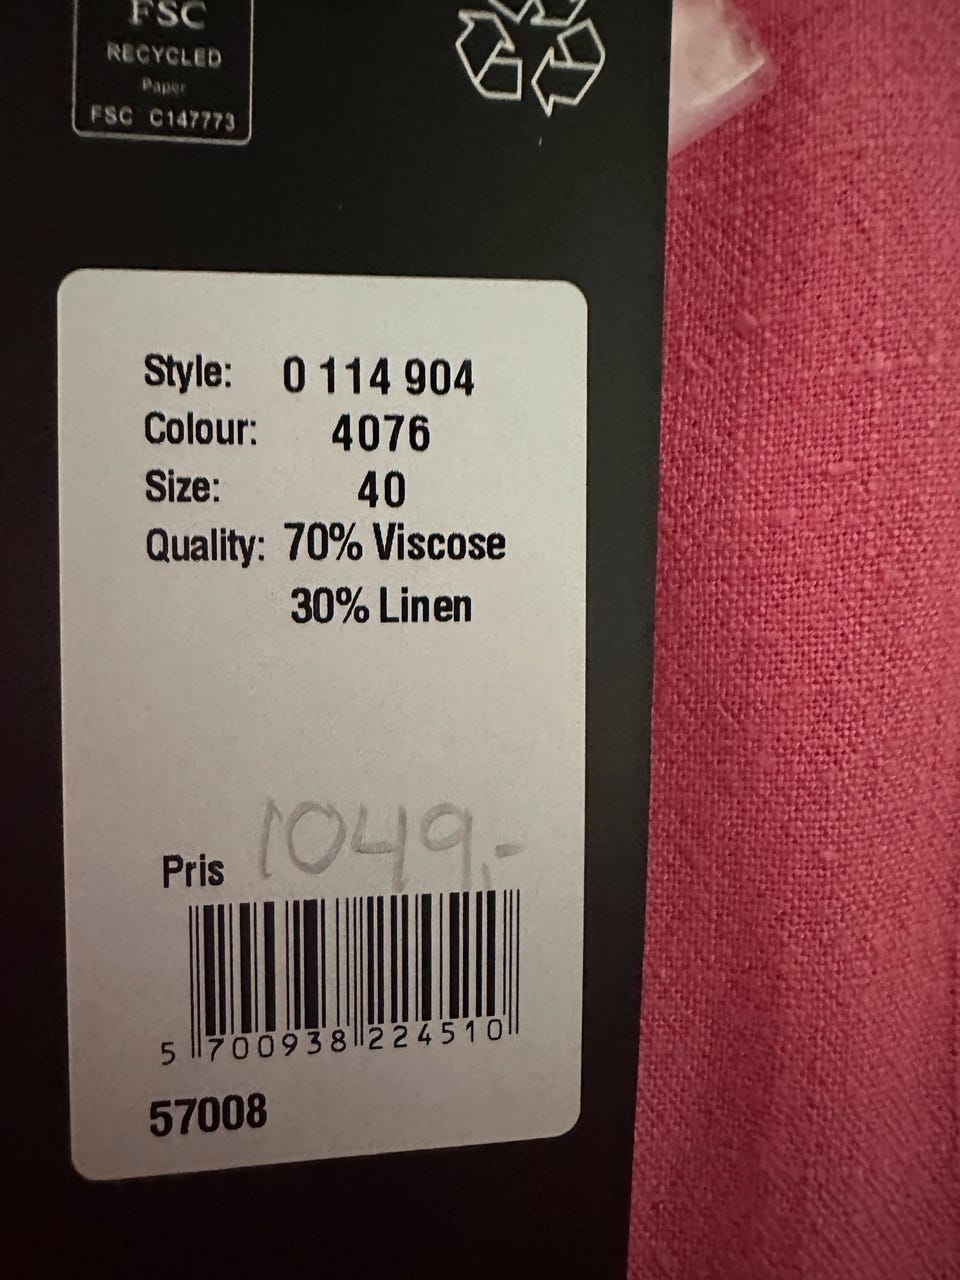 FSC
RECYCLED
Paper
FSC C147773
Style: 0 114 904
Colour: 4076
Size: 40
Quality: 70% Viscose
30% Linen
Pris 1049,-
5 700938 224510
57008